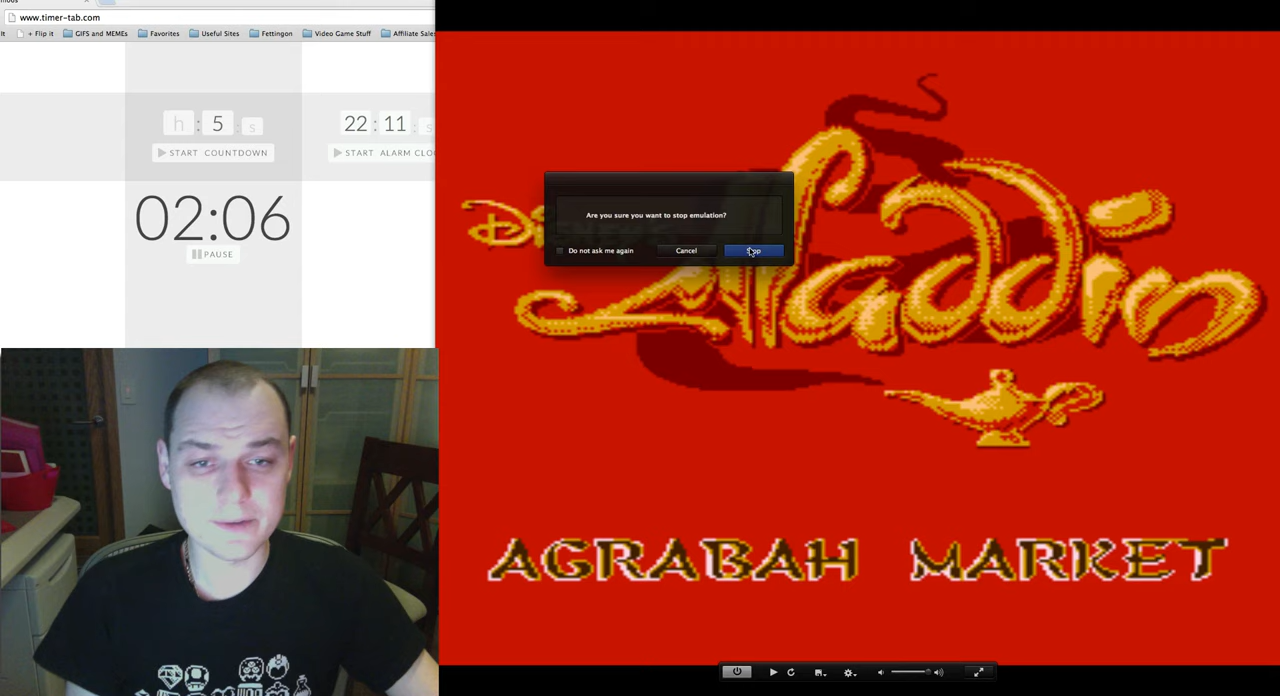 www.timer-tab.com
+ Flip it
GIFS and MEMEs
Favorites
Useful Sites
Fettingon
Video Game Stuff
Affiliate Sales
h : 5 : s
22 : 11 : s
START COUNTDOWN
START ALARM CLO
02:06
PAUSE
Are you sure you want to stop emulation?
Do not ask me again
Cancel
Stop
Aladdin
AGRABAH MARKET